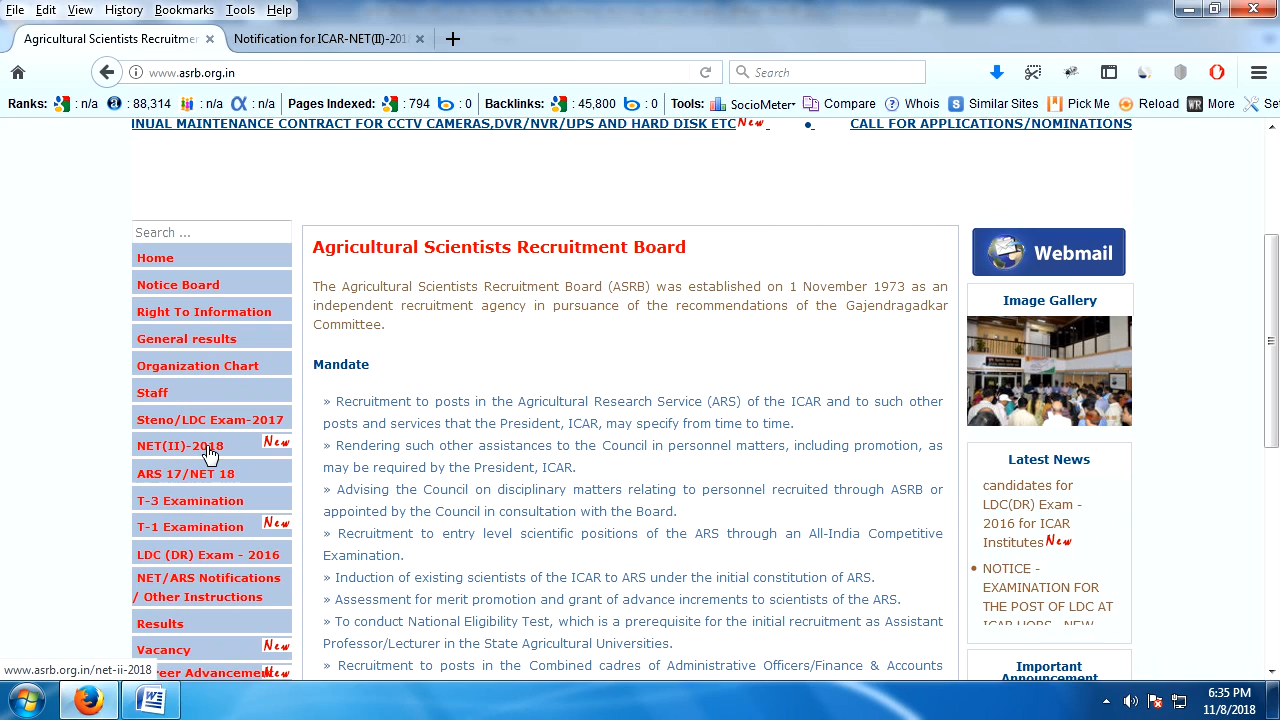 File Edit View History Bookmarks Tools Help
Agricultural Scientists Recruitmer × Notification for ICAR-NET(II)-201 × +
www.asrb.org.in Search
Ranks: : n/a 88,314 : n/a : n/a Pages Indexed: : 794 : 0 Backlinks: : 45,800 : 0 Tools: SocioMeter Compare Whois Similar Sites Pick Me Reload More Se
NUAL MAINTENANCE CONTRACT FOR CCTV CAMERAS,DVR/NVR/UPS AND HARD DISK ETC New • CALL FOR APPLICATIONS/NOMINATIONS
Search ...
Home
Notice Board
Right To Information
General results
Organization Chart
Staff
Steno/LDC Exam-2017
NET(II)-2018 New
ARS 17/NET 18
T-3 Examination
T-1 Examination New
LDC (DR) Exam - 2016
NET/ARS Notifications
/ Other Instructions
Results
Vacancy New
reer Advancement New
Agricultural Scientists Recruitment Board
The Agricultural Scientists Recruitment Board (ASRB) was established on 1 November 1973 as an
independent recruitment agency in pursuance of the recommendations of the Gajendragadkar
Committee.
Mandate
» Recruitment to posts in the Agricultural Research Service (ARS) of the ICAR and to such other
posts and services that the President, ICAR, may specify from time to time.
» Rendering such other assistances to the Council in personnel matters, including promotion, as
may be required by the President, ICAR.
» Advising the Council on disciplinary matters relating to personnel recruited through ASRB or
appointed by the Council in consultation with the Board.
» Recruitment to entry level scientific positions of the ARS through an All-India Competitive
Examination.
» Induction of existing scientists of the ICAR to ARS under the initial constitution of ARS.
» Assessment for merit promotion and grant of advance increments to scientists of the ARS.
» To conduct National Eligibility Test, which is a prerequisite for the initial recruitment as Assistant
Professor/Lecturer in the State Agricultural Universities.
» Recruitment to posts in the Combined cadres of Administrative Officers/Finance & Accounts
Webmail
Image Gallery
Latest News
candidates for
LDC(DR) Exam -
2016 for ICAR
Institutes New
• NOTICE -
EXAMINATION FOR
THE POST OF LDC AT
ICAR HQRS - NEW
Important
Announcement
www.asrb.org.in/net-ii-2018
6:35 PM
11/8/2018